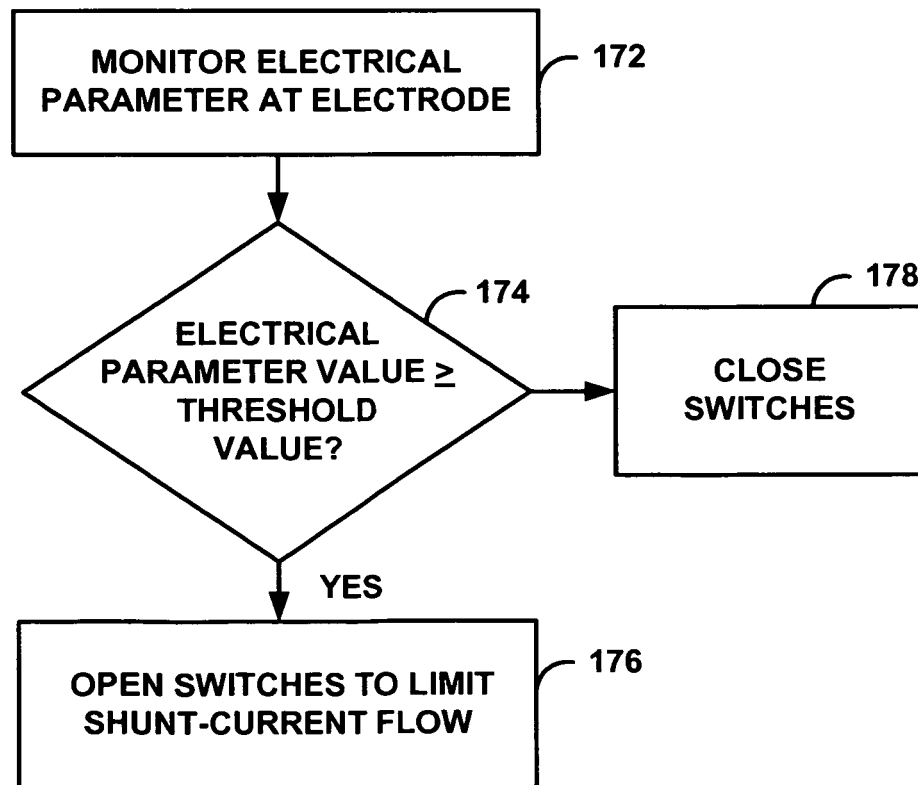 MONITOR ELECTRICAL
PARAMETER AT ELECTRODE
172
174
ELECTRICAL
PARAMETER VALUE ≥
THRESHOLD
VALUE?
178
CLOSE
SWITCHES
YES
OPEN SWITCHES TO LIMIT
SHUNT-CURRENT FLOW
176